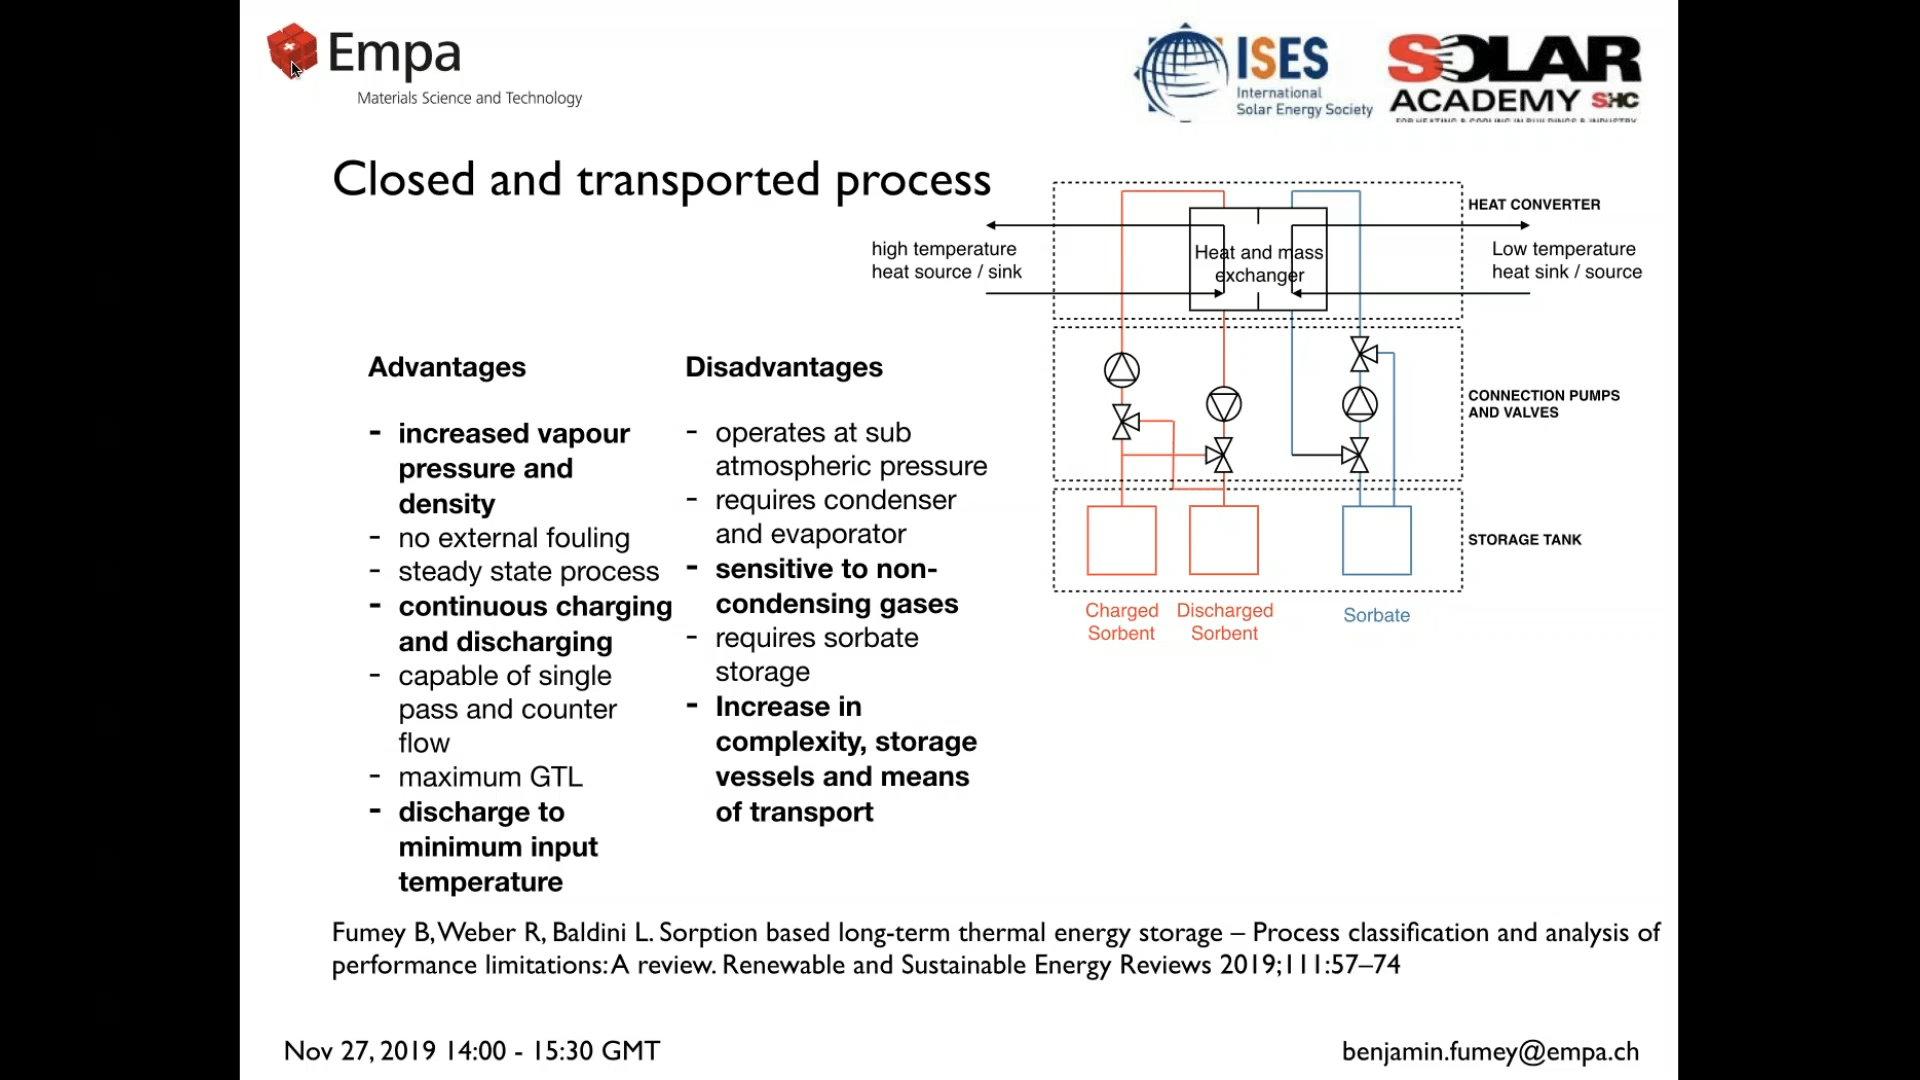 Empa
Materials Science and Technology
ISES
International
Solar Energy Society
SOLAR
ACADEMY SHC
FOR HEATING & COOLING IN BUILDINGS & INDUSTRY
Closed and transported process
high temperature
heat source / sink
Heat and mass
exchanger
HEAT CONVERTER
Low temperature
heat sink / source
CONNECTION PUMPS
AND VALVES
STORAGE TANK
Charged
Sorbent
Discharged
Sorbent
Sorbate
Advantages
- increased vapour
pressure and
density
- no external fouling
- steady state process
- continuous charging
and discharging
- capable of single
pass and counter
flow
- maximum GTL
- discharge to
minimum input
temperature
Disadvantages
- operates at sub
atmospheric pressure
- requires condenser
and evaporator
- sensitive to non-
condensing gases
- requires sorbate
storage
- Increase in
complexity, storage
vessels and means
of transport
Fumey B, Weber R, Baldini L. Sorption based long-term thermal energy storage – Process classification and analysis of
performance limitations: A review. Renewable and Sustainable Energy Reviews 2019;111:57–74
Nov 27, 2019 14:00 - 15:30 GMT
benjamin.fumey@empa.ch